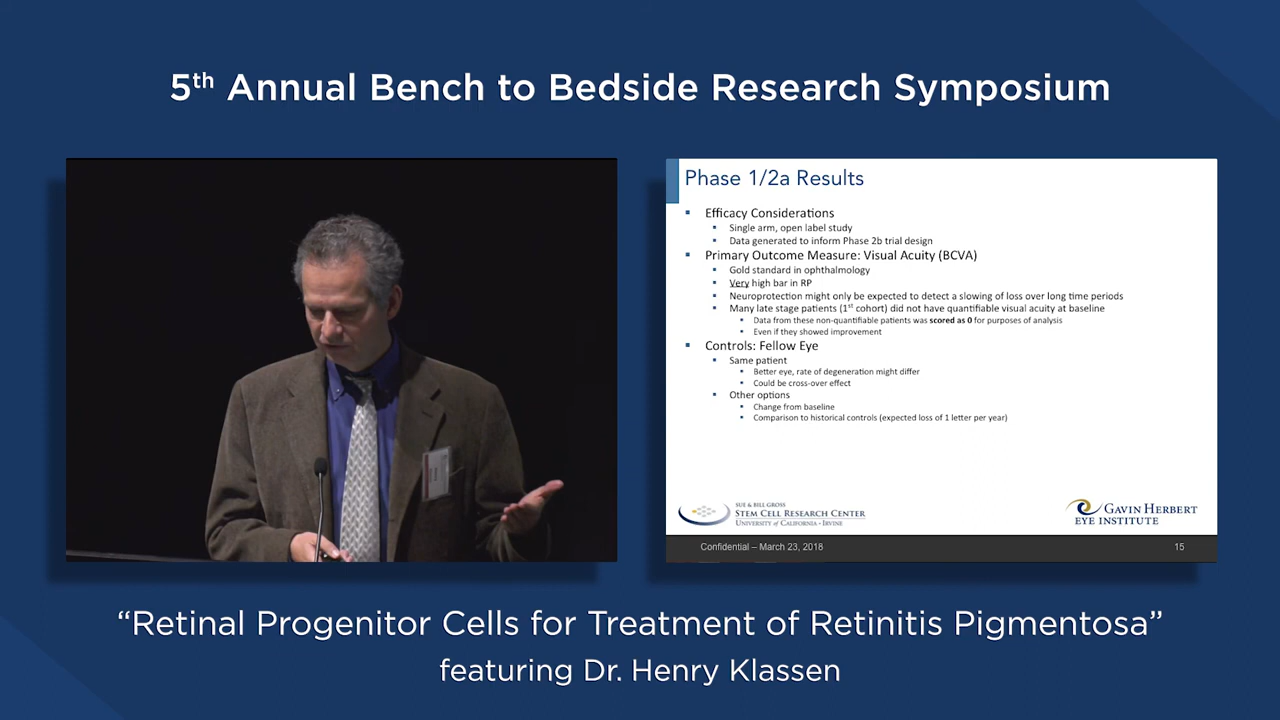 5th Annual Bench to Bedside Research Symposium
Phase 1/2a Results
▪ Efficacy Considerations
▪ Single arm, open label study
▪ Data generated to inform Phase 2b trial design
▪ Primary Outcome Measure: Visual Acuity (BCVA)
▪ Gold standard in ophthalmology
▪ Very high bar in RP
▪ Neuroprotection might only be expected to detect a slowing of loss over long time periods
▪ Many late stage patients (1st cohort) did not have quantifiable visual acuity at baseline
▪ Data from these non-quantifiable patients was scored as 0 for purposes of analysis
▪ Even if they showed improvement
▪ Controls: Fellow Eye
▪ Same patient
▪ Better eye, rate of degeneration might differ
▪ Could be cross-over effect
▪ Other options
▪ Change from baseline
▪ Comparison to historical controls (expected loss of 1 letter per year)
SUE & BILL GROSS
STEM CELL RESEARCH CENTER
UNIVERSITY of CALIFORNIA • IRVINE
GAVIN HERBERT
EYE INSTITUTE
Confidential – March 23, 2018
15
“Retinal Progenitor Cells for Treatment of Retinitis Pigmentosa”
featuring Dr. Henry Klassen